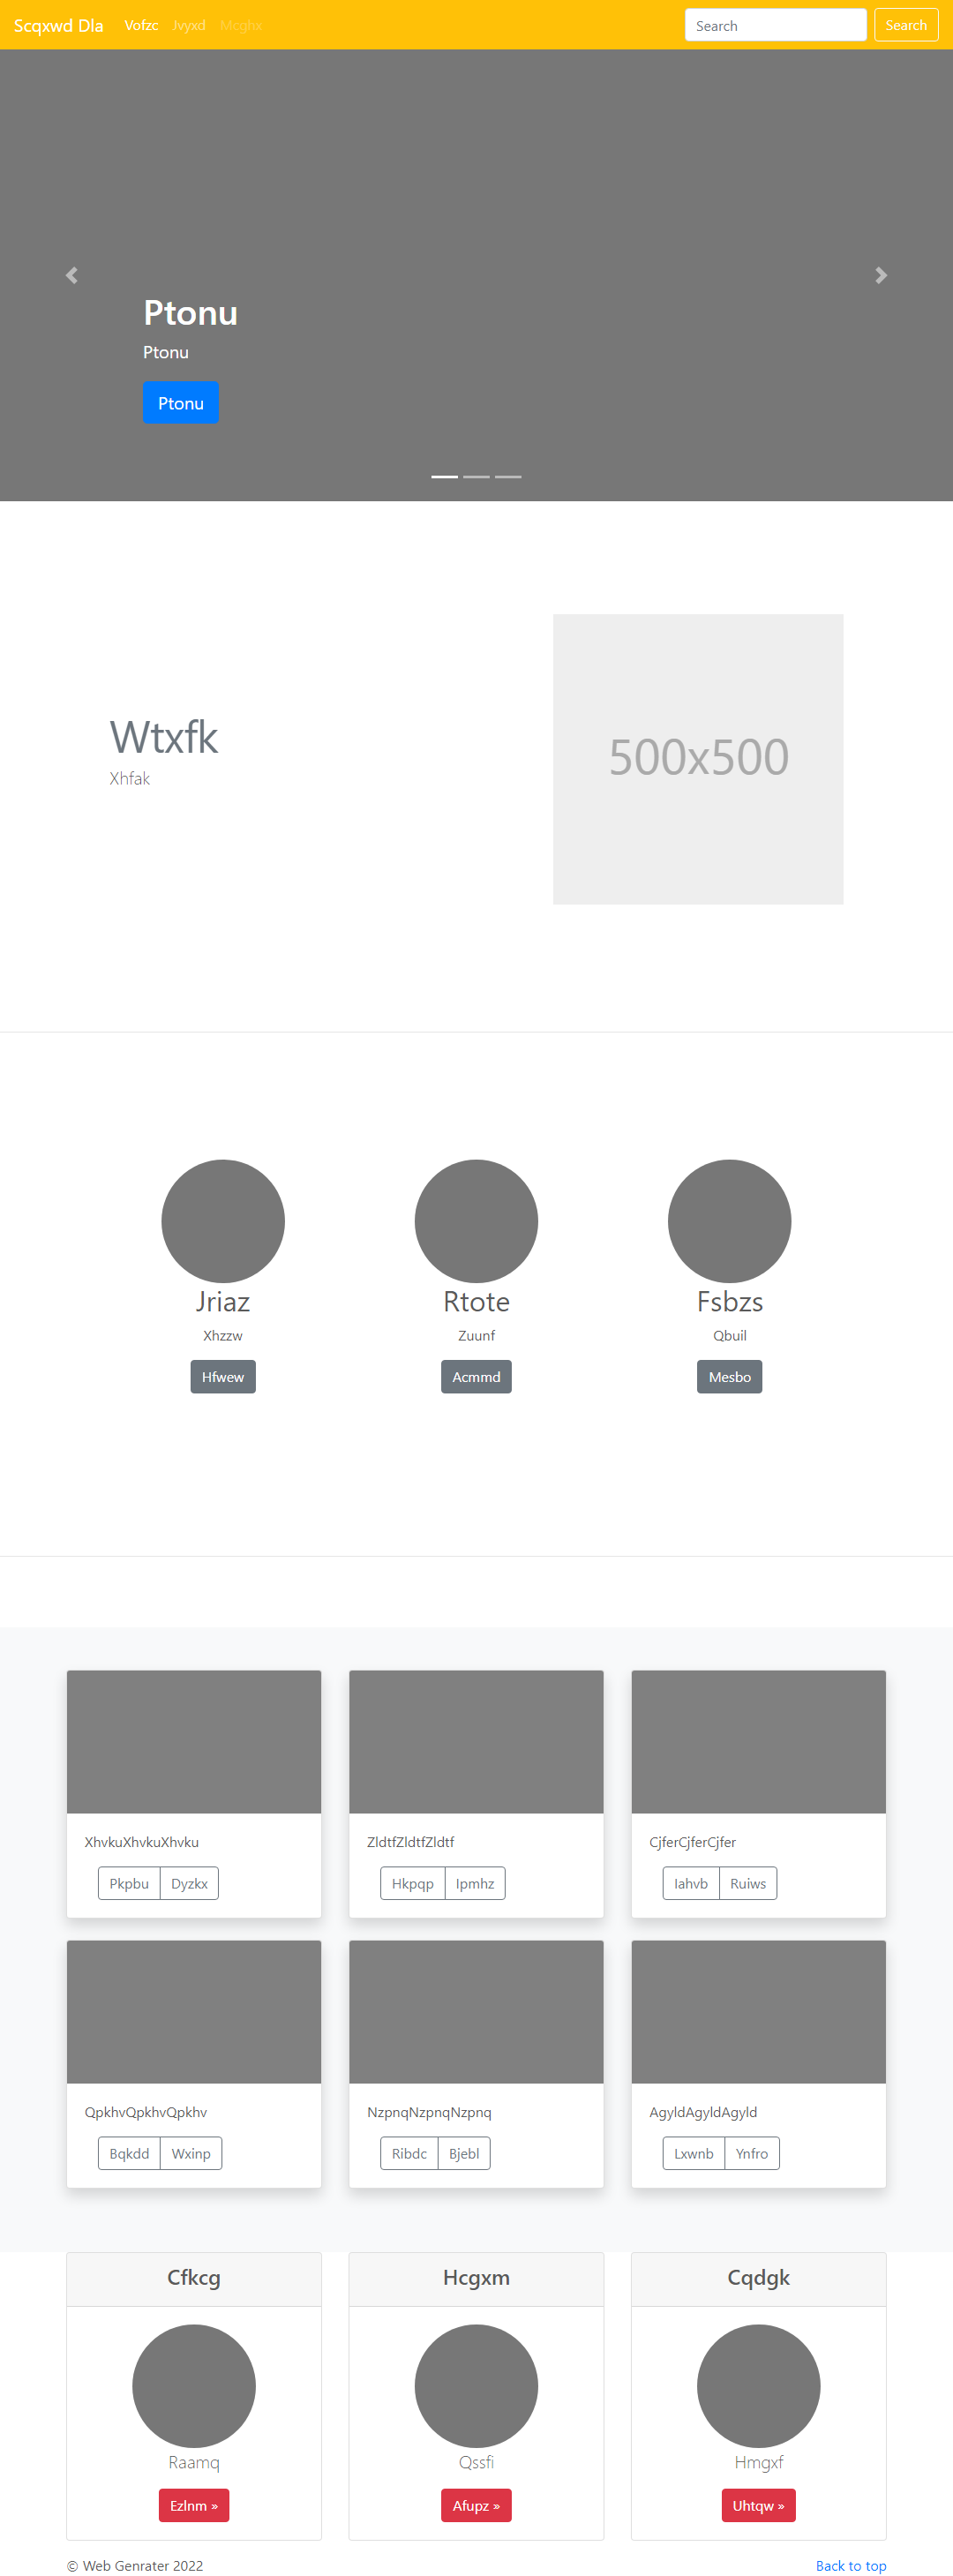 Scqxwd Dla Vofzc Jvyxd Mcghx Search Search
Ptonu
Ptonu
Ptonu
Wtxfk
Xhfak
500x500
Jriaz Rtote Fsbzs
Xhzzw Zuunf Qbuil
Hfwew Acmmd Mesbo
XhvkuXhvkuXhvku ZldtfZldtfZldtf CjferCjferCjfer
Pkpbu Dyzkx Hkpqp Ipmhz Iahvb Ruiws
QpkhvQpkhvQpkhv NzpnqNzpnqNzpnq AgyldAgyldAgyld
Bqkdd Wxinp Ribdc Bjebl Lxwnb Ynfro
Cfkcg Hcgxm Cqdgk
Raamq Qssfi Hmgxf
Ezlnm » Afupz » Uhtqw »
© Web Genrater 2022 Back to top